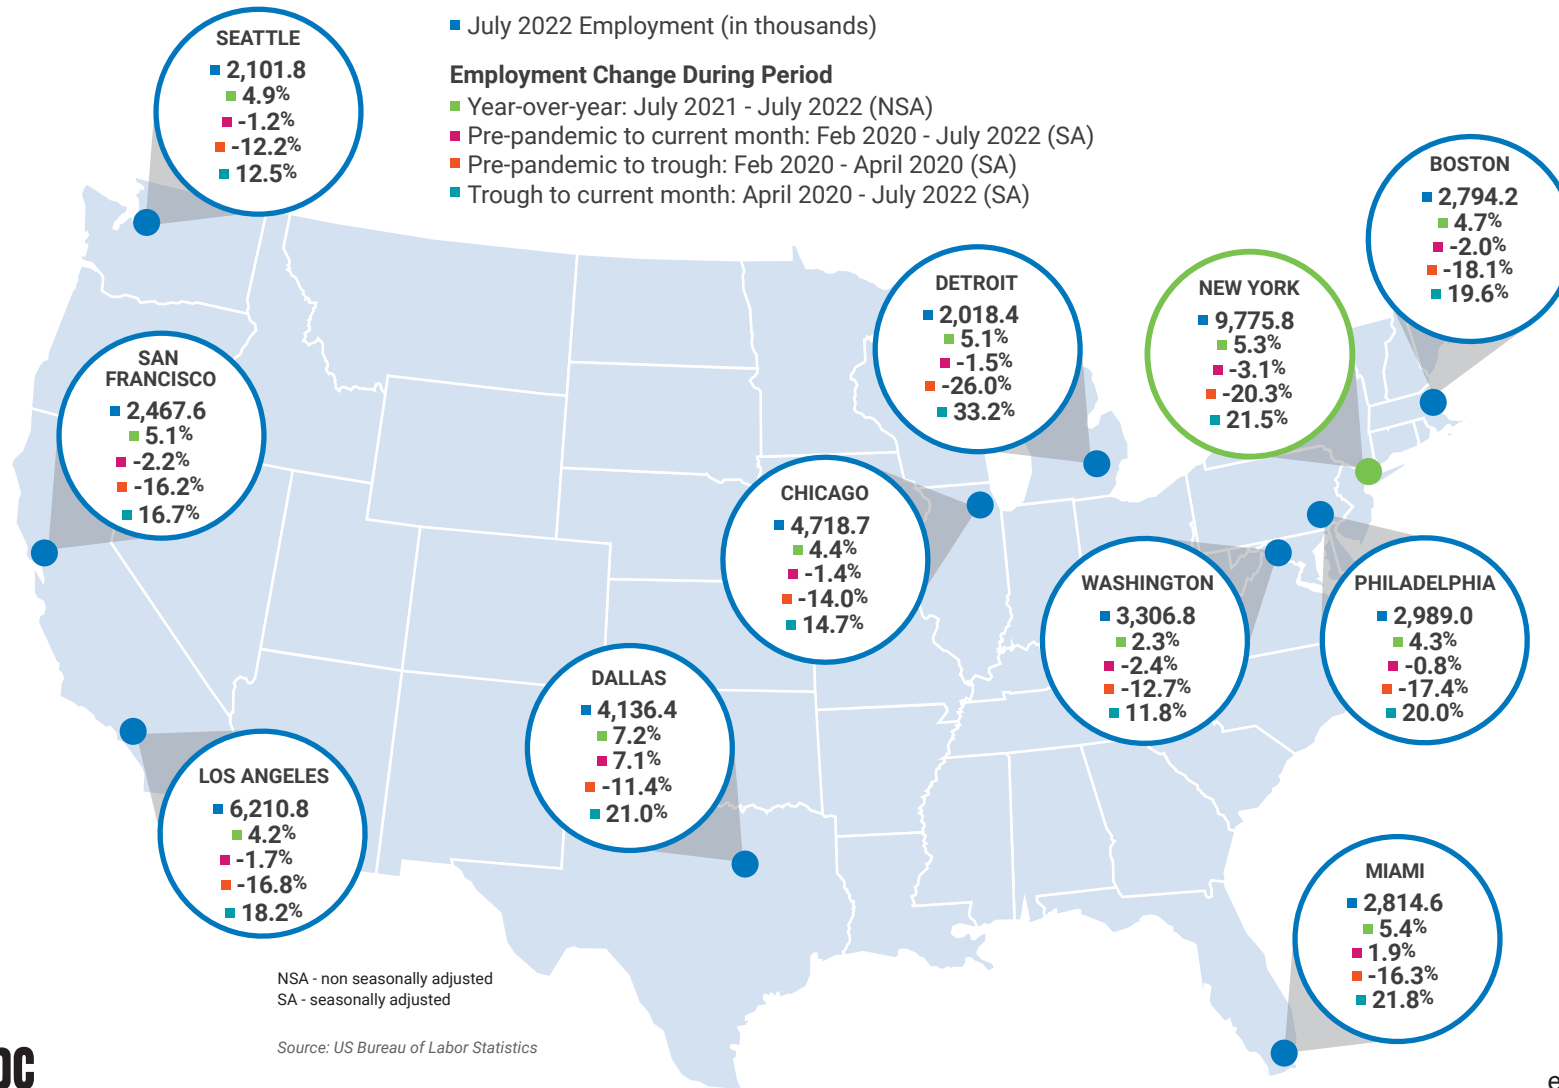 July 2022 Employment (in thousands)
Employment Change During Period
Year-over-year: July 2021 - July 2022 (NSA)
Pre-pandemic to current month: Feb 2020 - July 2022 (SA)
Pre-pandemic to trough: Feb 2020 - April 2020 (SA)
Trough to current month: April 2020 - July 2022 (SA)
SEATTLE
2,101.8
4.9%
-1.2%
-12.2%
12.5%
BOSTON
2,794.2
4.7%
-2.0%
-18.1%
19.6%
DETROIT
2,018.4
5.1%
-1.5%
-26.0%
33.2%
NEW YORK
9,775.8
5.3%
-3.1%
-20.3%
21.5%
SAN
FRANCISCO
2,467.6
5.1%
-2.2%
-16.2%
16.7%
CHICAGO
4,718.7
4.4%
-1.4%
-14.0%
14.7%
WASHINGTON
3,306.8
2.3%
-2.4%
-12.7%
11.8%
PHILADELPHIA
2,989.0
4.3%
-0.8%
-17.4%
20.0%
DALLAS
4,136.4
7.2%
7.1%
-11.4%
21.0%
LOS ANGELES
6,210.8
4.2%
-1.7%
-16.8%
18.2%
MIAMI
2,814.6
5.4%
1.9%
-16.3%
21.8%
NSA - non seasonally adjusted
SA - seasonally adjusted
Source: US Bureau of Labor Statistics